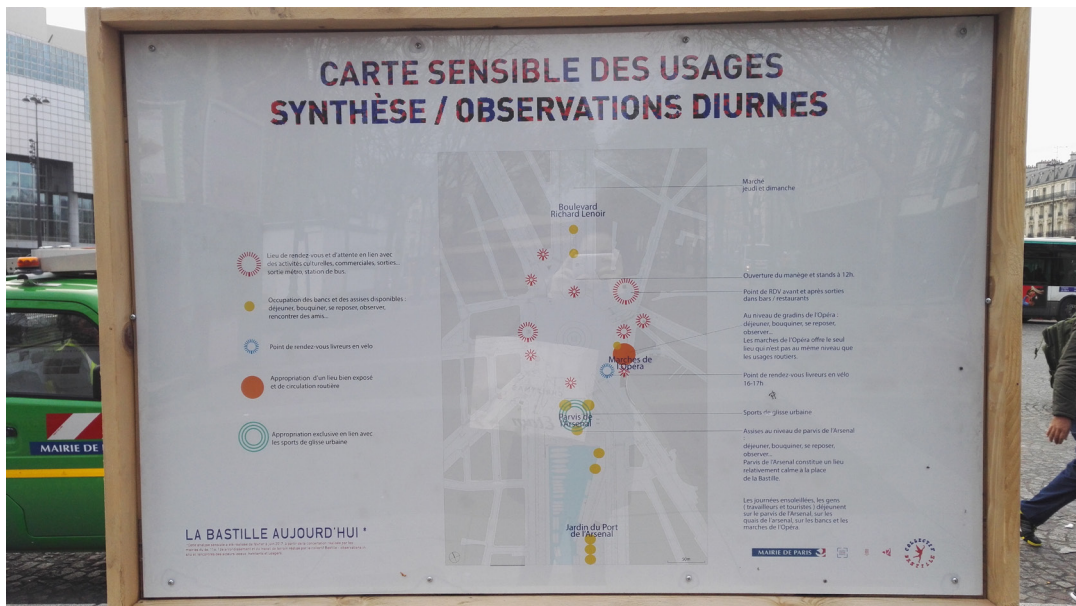 CARTE SENSIBLE DES USAGES
SYNTHÈSE / OBSERVATIONS DIURNES
Lieu de rendez-vous et d'attente en lien avec
des activités culturelles, commerciales, sorties...
sortie métro, station de bus.
Occupation des bancs et des assises disponibles :
déjeuner, bouquiner, se reposer, observer,
rencontrer des amis...
Point de rendez-vous livreurs en vélo
Appropriation d'un lieu bien exposé
et de circulation routière
Appropriation exclusive en lien avec
les sports de glisse urbaine
Boulevard
Richard Lenoir
Marches de
l'Opéra
Parvis de
l'Arsenal
Jardin du Port
de l'Arsenal
Marché
jeudi et dimanche
Ouverture du manège et stands à 12h.
Point de RDV avant et après sorties
dans bars / restaurants
Au niveau de gradins de l'Opéra :
déjeuner, bouquiner, se reposer,
observer...
Les marches de l'Opéra offre le seul
lieu qui n'est pas au même niveau que
les usages routiers.
Point de rendez-vous livreurs en vélo
16-17h
Sports de glisse urbaine
Assises au niveau de parvis de l'Arsenal
déjeuner, bouquiner, se reposer,
observer...
Parvis de l'Arsenal constitue un lieu
relativement calme à la place
de la Bastille.
Les journées ensoleillées, les gens
( travailleurs et touristes ) déjeunent
sur le parvis de l'Arsenal, sur les
quais de l'arsenal, sur les bancs et les
marches de l'Opéra.
LA BASTILLE AUJOURD'HUI *
MAIRIE DE PARIS
COLLECTIF
BASTILLE
MAIRIE DE